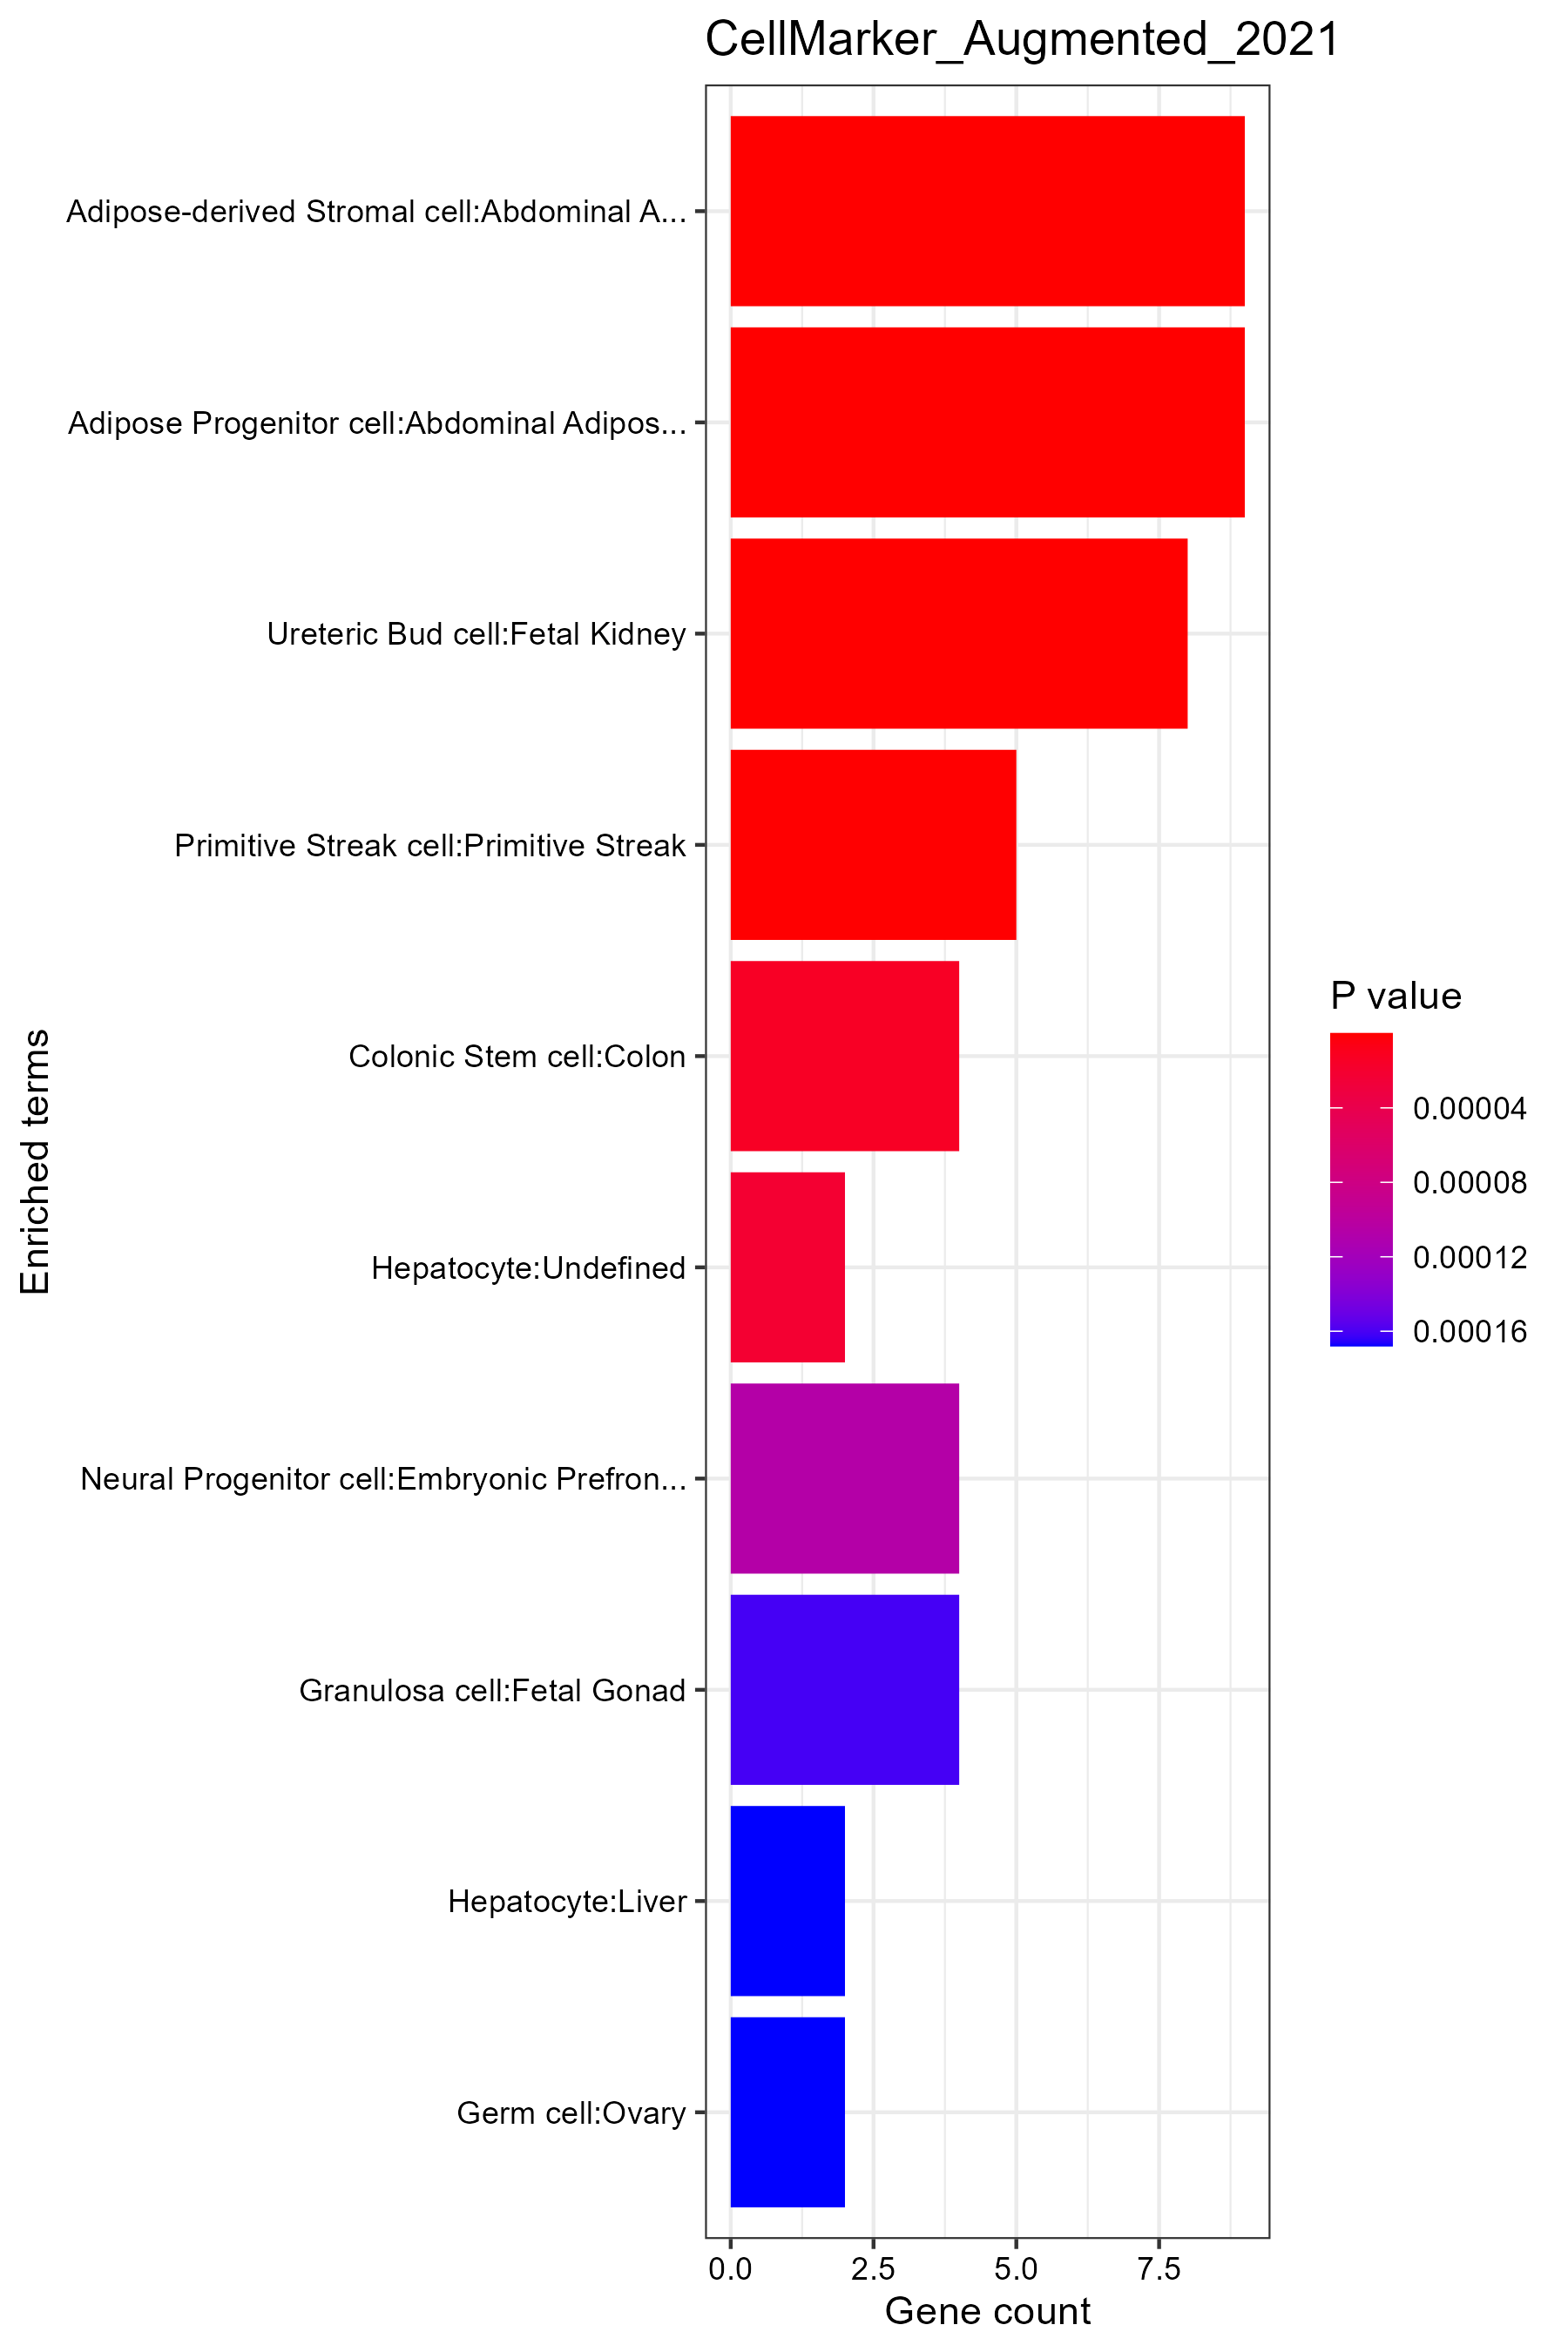 CellMarker_Augmented_2021
Adipose-derived Stromal cell:Abdominal A...
Adipose Progenitor cell:Abdominal Adipos...
Ureteric Bud cell:Fetal Kidney
Primitive Streak cell:Primitive Streak
Colonic Stem cell:Colon
Hepatocyte:Undefined
Neural Progenitor cell:Embryonic Prefron...
Granulosa cell:Fetal Gonad
Hepatocyte:Liver
Germ cell:Ovary
Enriched terms
0.0 2.5 5.0 7.5
Gene count
P value
0.00004
0.00008
0.00012
0.00016